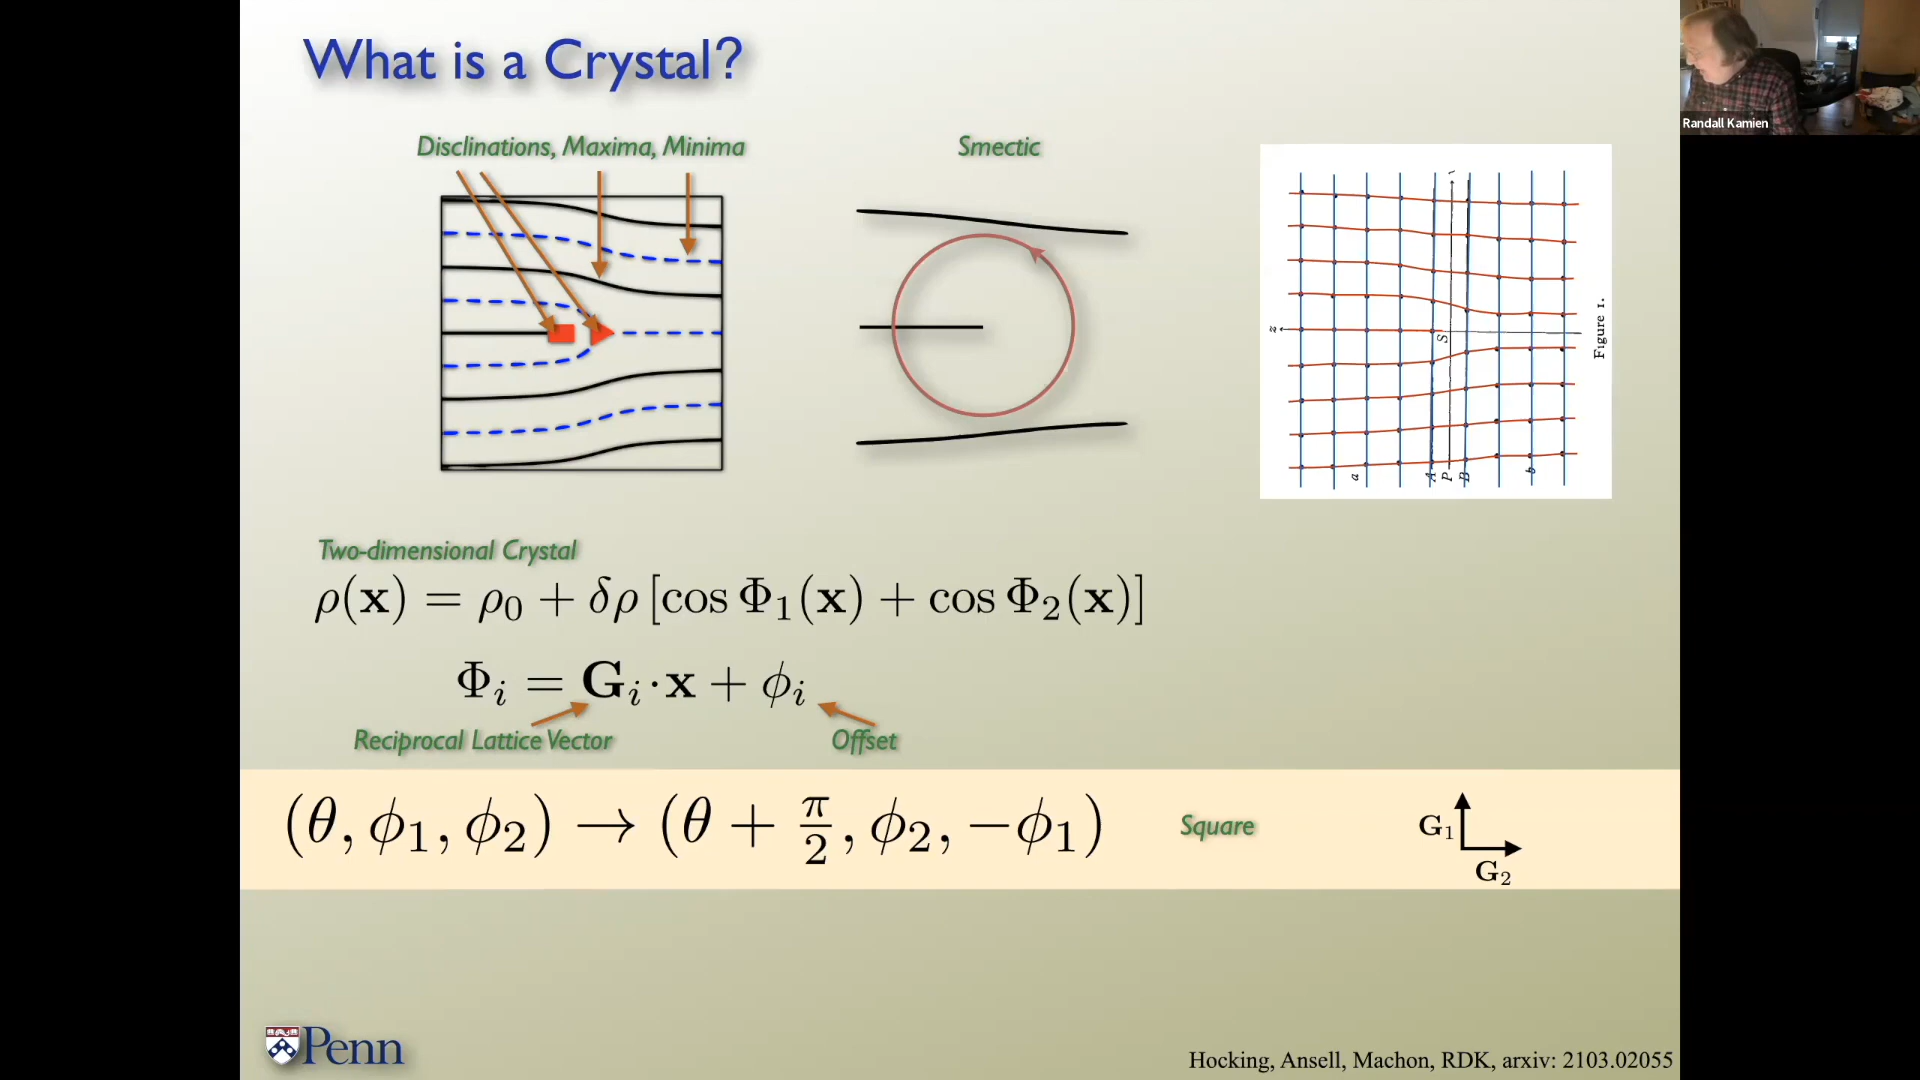 What is a Crystal?
Randall Kamien
Disclinations, Maxima, Minima
Smectic
z
S
a
A
P
B
b
Figure 1.
Two-dimensional Crystal
ρ(x) = ρ₀ + δρ [cos Φ₁(x) + cos Φ₂(x)]
Φᵢ = Gᵢ·x + ϕᵢ
Reciprocal Lattice Vector
Offset
(θ, ϕ₁, ϕ₂) → (θ + π/2, ϕ₂, −ϕ₁)
Square
G₁
G₂
Penn
Hocking, Ansell, Machon, RDK, arxiv: 2103.02055